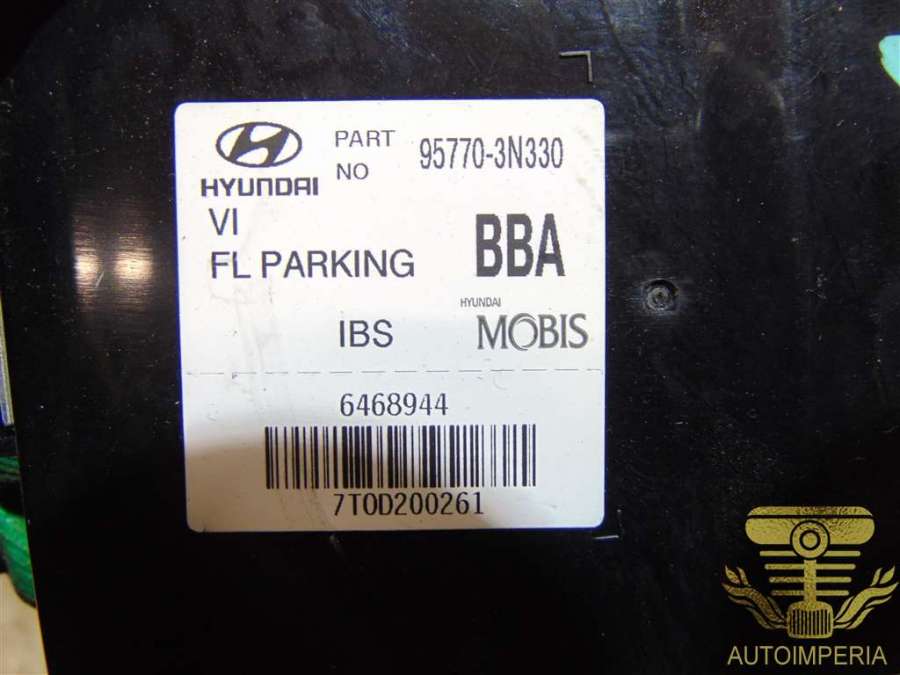 HYUNDAI
PART NO 95770-3N330
VI
FL PARKING
BBA
IBS
HYUNDAI
MOBIS
6468944
7T0D200261
AUTOIMPERIA